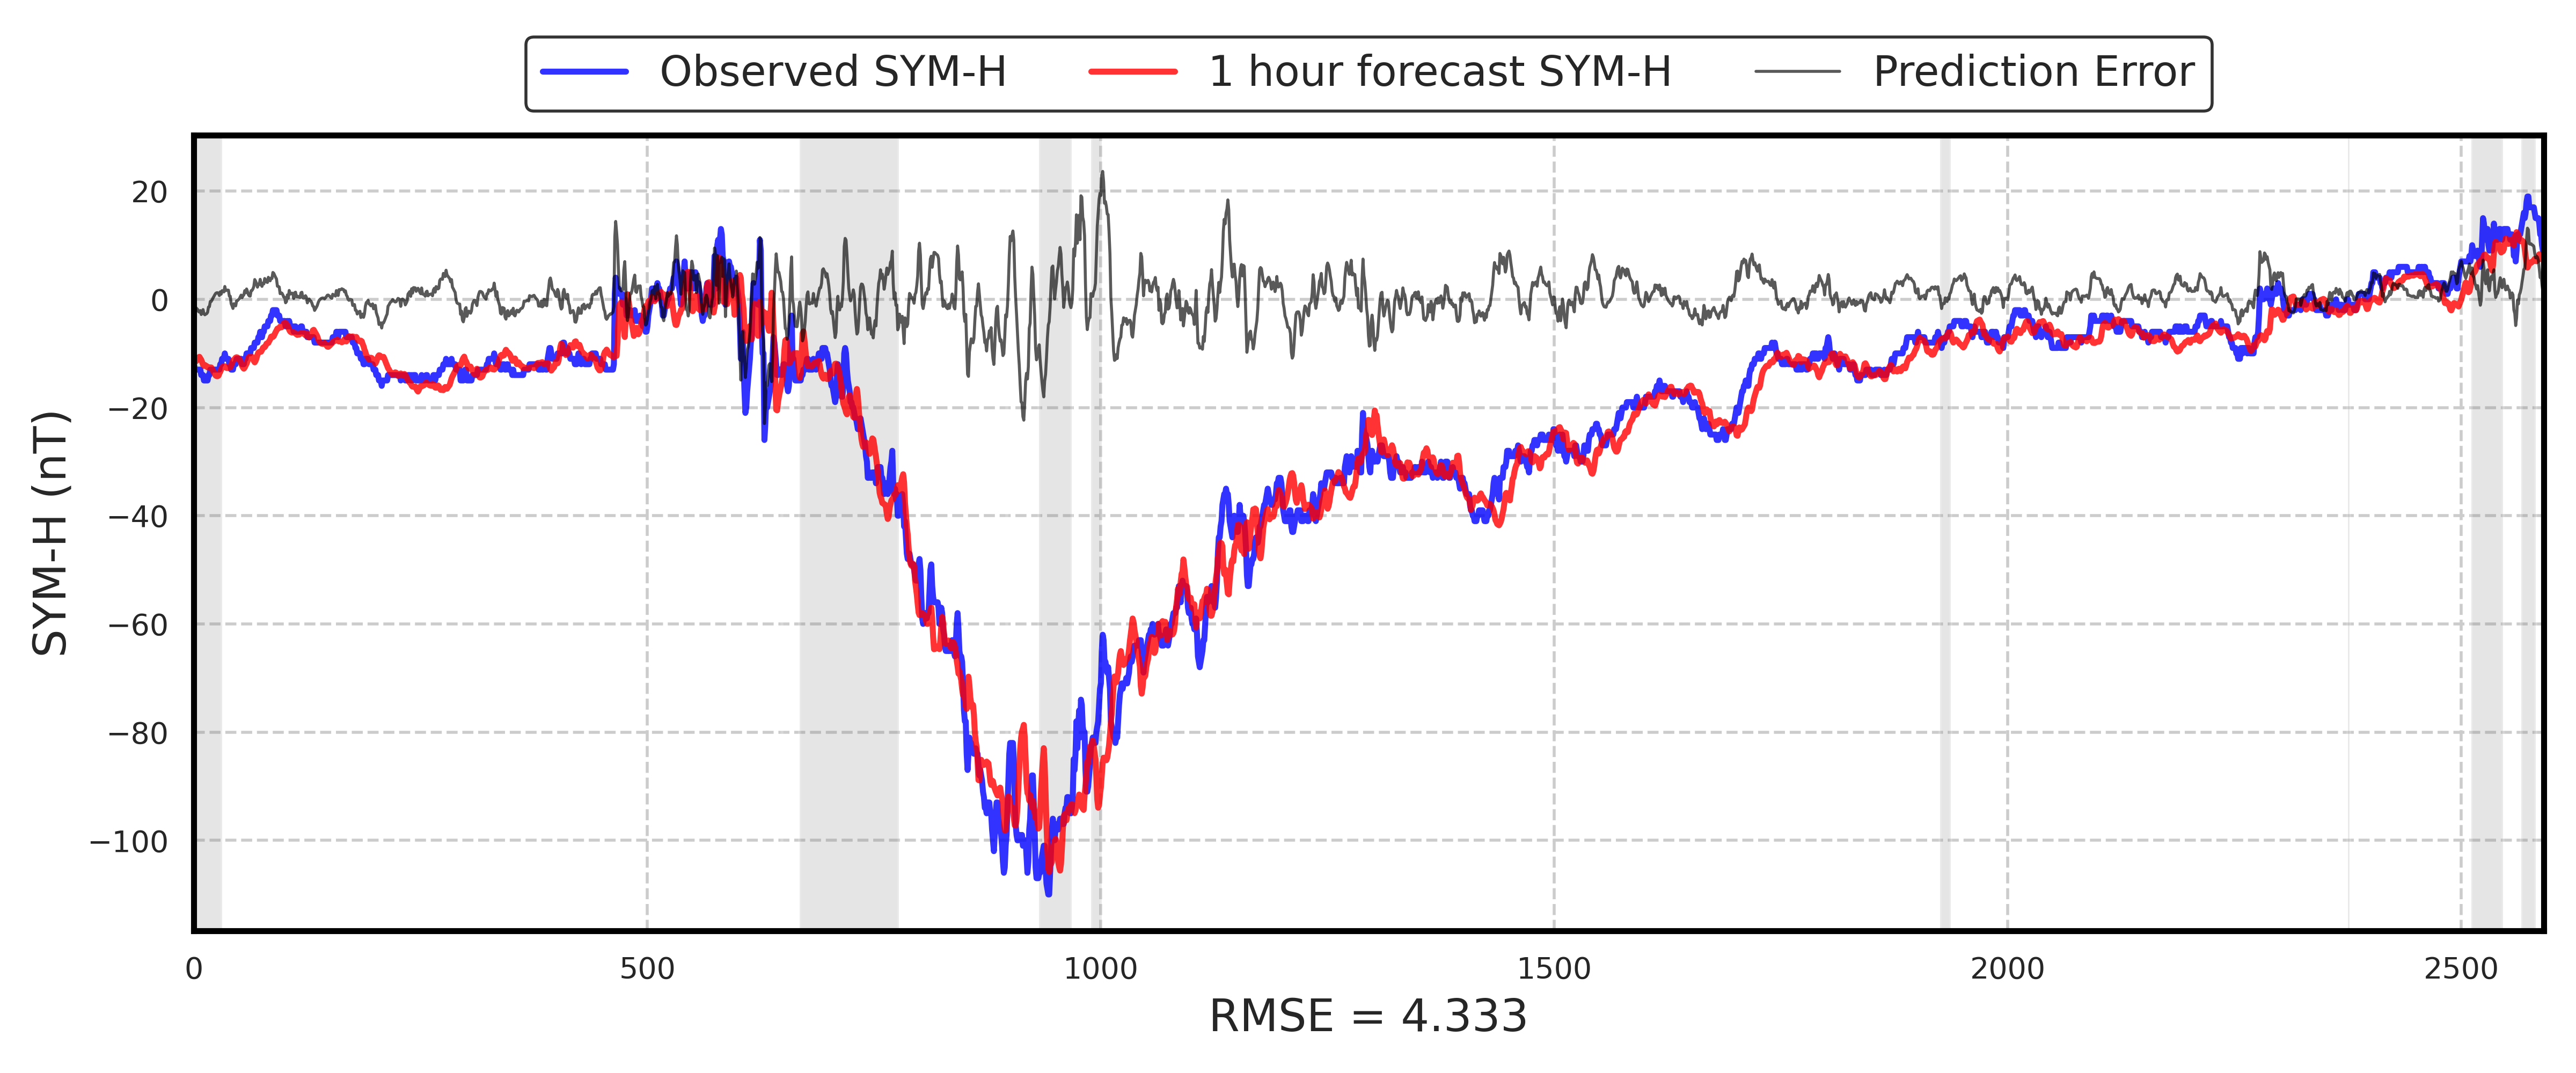 Observed SYM-H 1 hour forecast SYM-H Prediction Error
SYM-H (nT)
20
0
−20
−40
−60
−80
−100
0 500 1000 1500 2000 2500
RMSE = 4.333